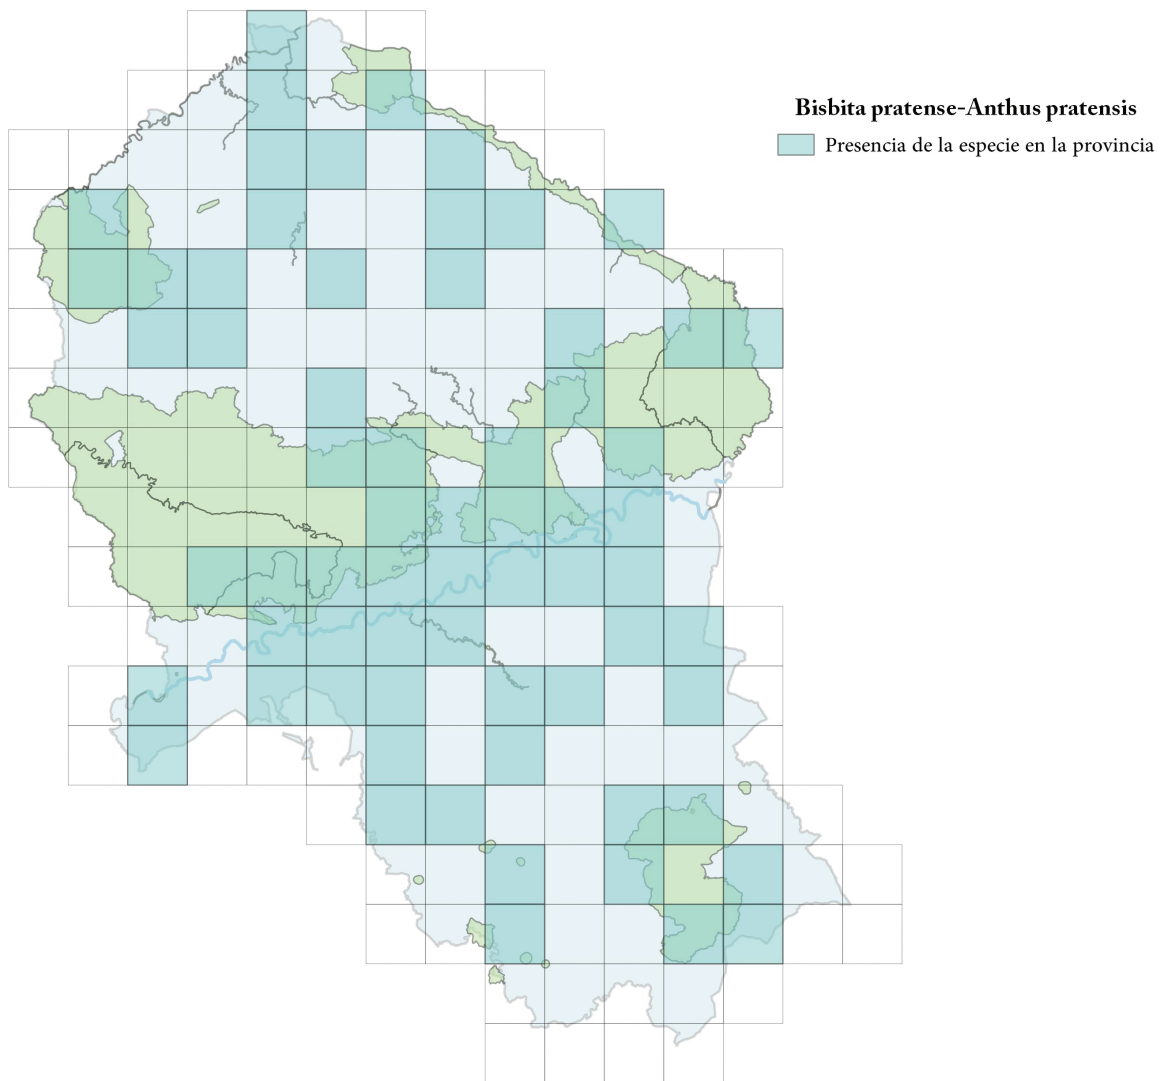 Bisbita pratense-Anthus pratensis
Presencia de la especie en la provincia